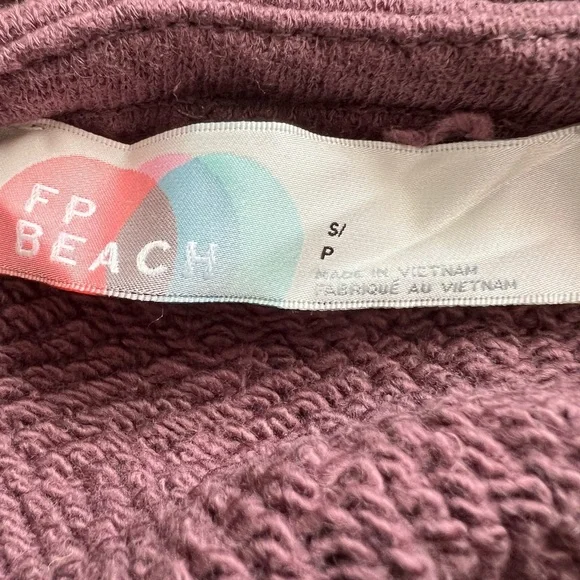 FP
BEACH
S/
P
MADE IN VIETNAM
FABRIQUÉ AU VIETNAM